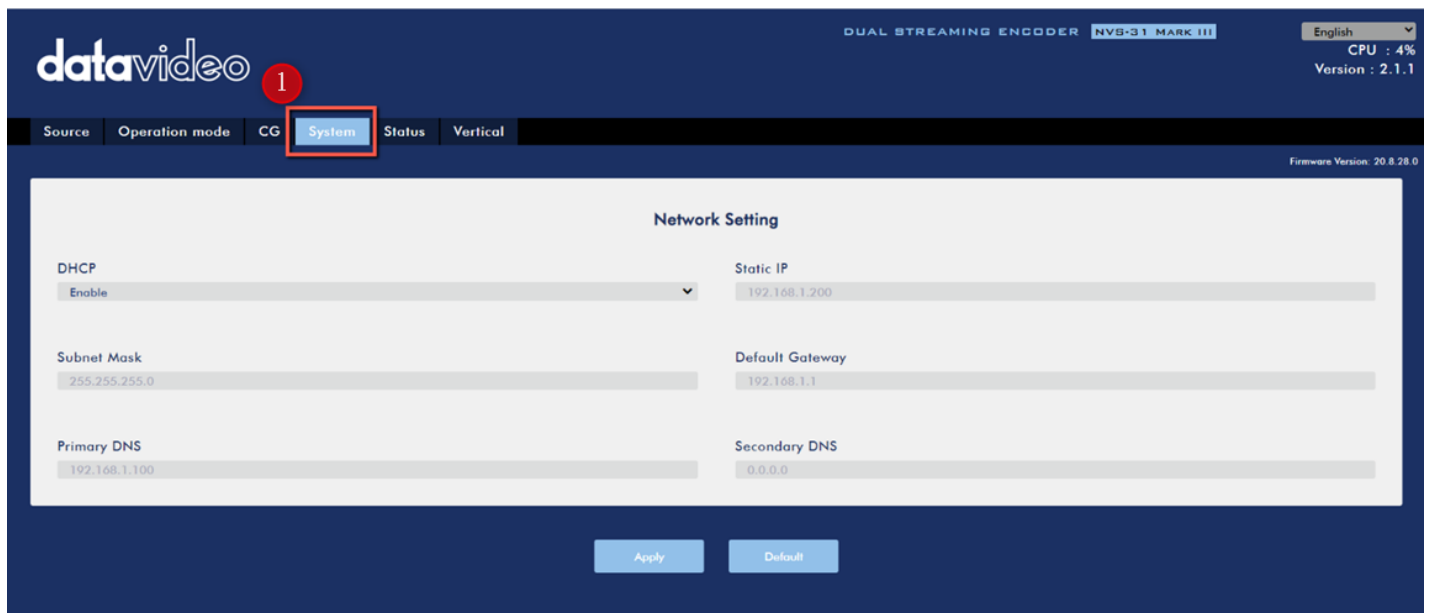 DUAL STREAMING ENCODER NVS-31 MARK III
English
CPU : 4%
Version : 2.1.1
datavideo
1
Source Operation mode CG System Status Vertical
Firmware Version: 20.8.28.0
Network Setting
DHCP
Enable
Static IP
192.168.1.200
Subnet Mask
255.255.255.0
Default Gateway
192.168.1.1
Primary DNS
192.168.1.100
Secondary DNS
0.0.0.0
Apply Default